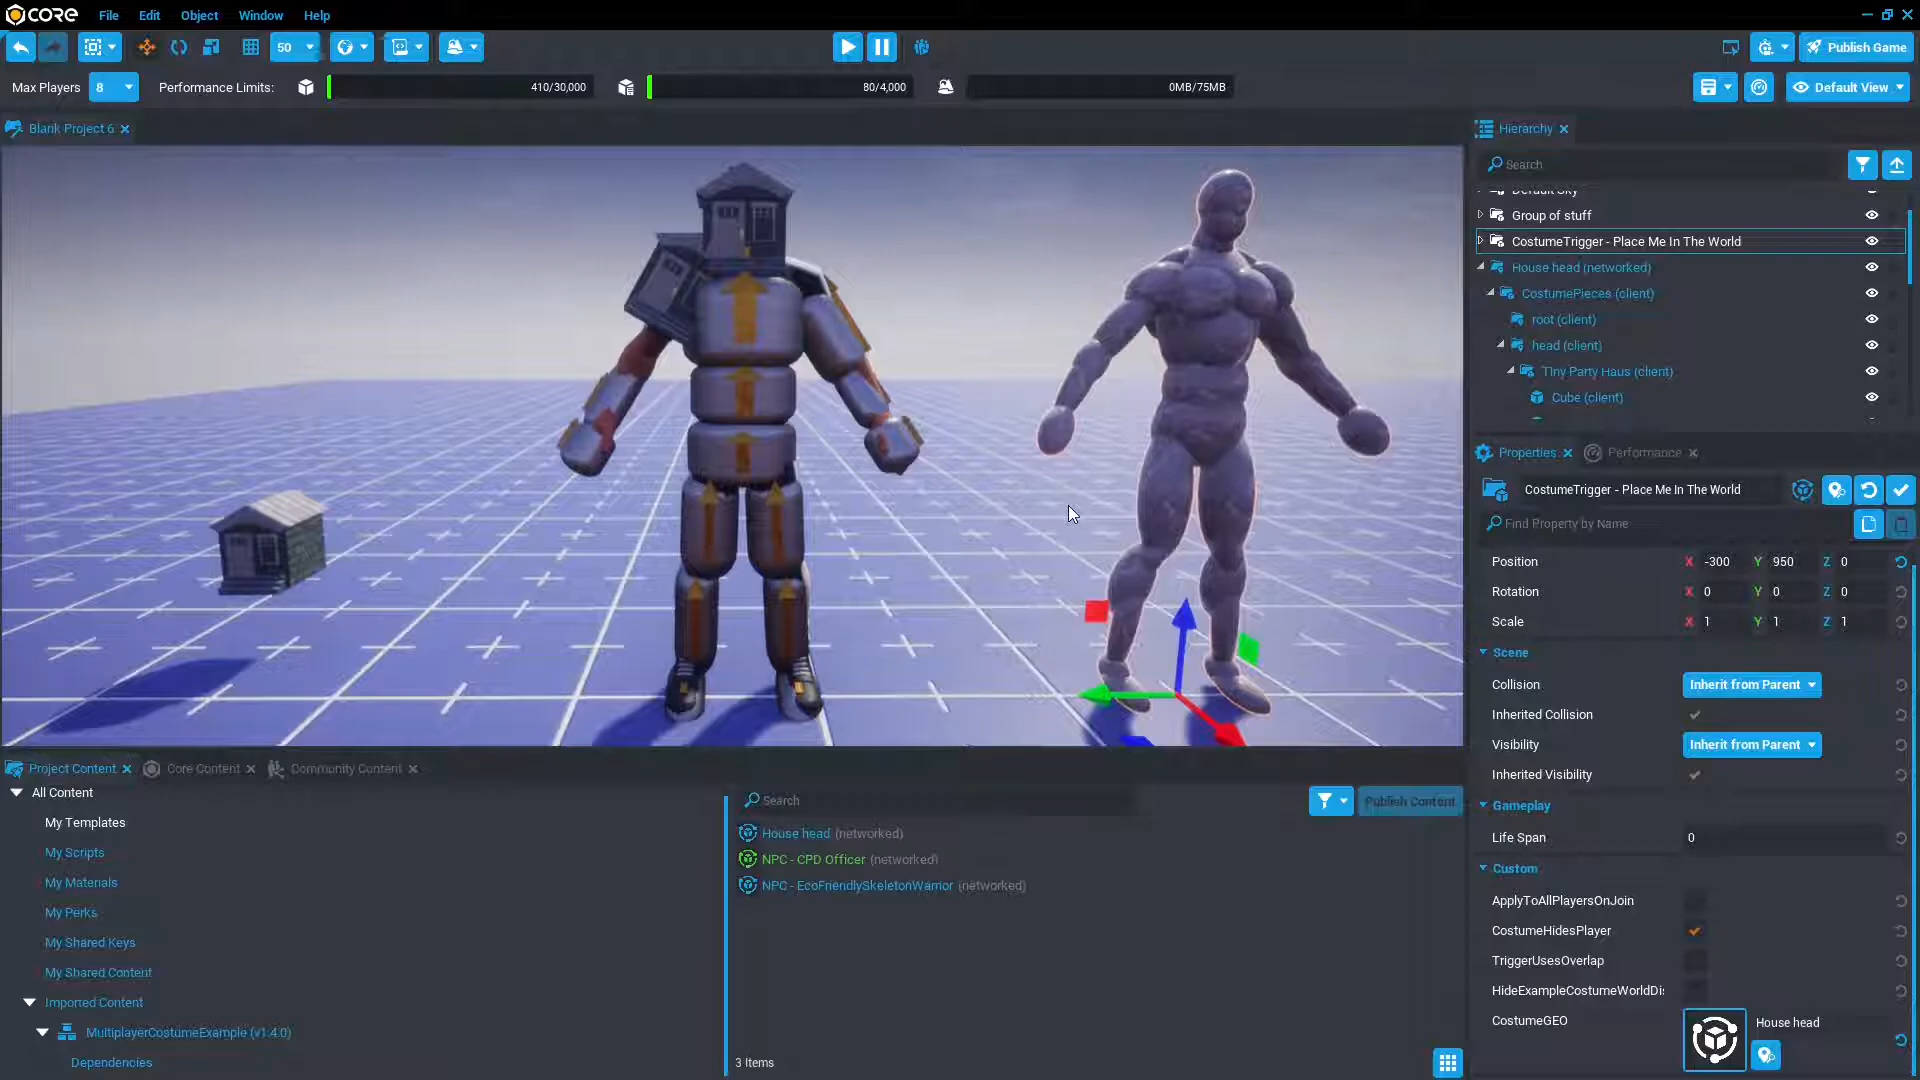 CORE File Edit Object Window Help
50 Publish Game
Max Players 8 Performance Limits: 410/30,000 80/4,000 0MB/75MB Default View
Blank Project 6 Hierarchy
Search
Default Sky
Group of stuff
CostumeTrigger - Place Me In The World
House head (networked)
CostumePieces (client)
root (client)
head (client)
Tiny Party Haus (client)
Cube (client)
Properties Performance
CostumeTrigger - Place Me In The World
Find Property by Name
Position X -300 Y 950 Z 0
Rotation X 0 Y 0 Z 0
Scale X 1 Y 1 Z 1
Scene
Collision Inherit from Parent
Inherited Collision
Visibility Inherit from Parent
Inherited Visibility
Gameplay
Life Span 0
Custom
ApplyToAllPlayersOnJoin
CostumeHidesPlayer
TriggerUsesOverlap
HideExampleCostumeWorldDi
CostumeGEO House head
Project Content Core Content Community Content
All Content
My Templates
My Scripts
My Materials
My Perks
My Shared Keys
My Shared Content
Imported Content
MultiplayerCostumeExample (v1.4.0)
Dependencies
Search Publish Content
House head (networked)
NPC - CPD Officer (networked)
NPC - EcoFriendlySkeletonWarrior (networked)
3 Items